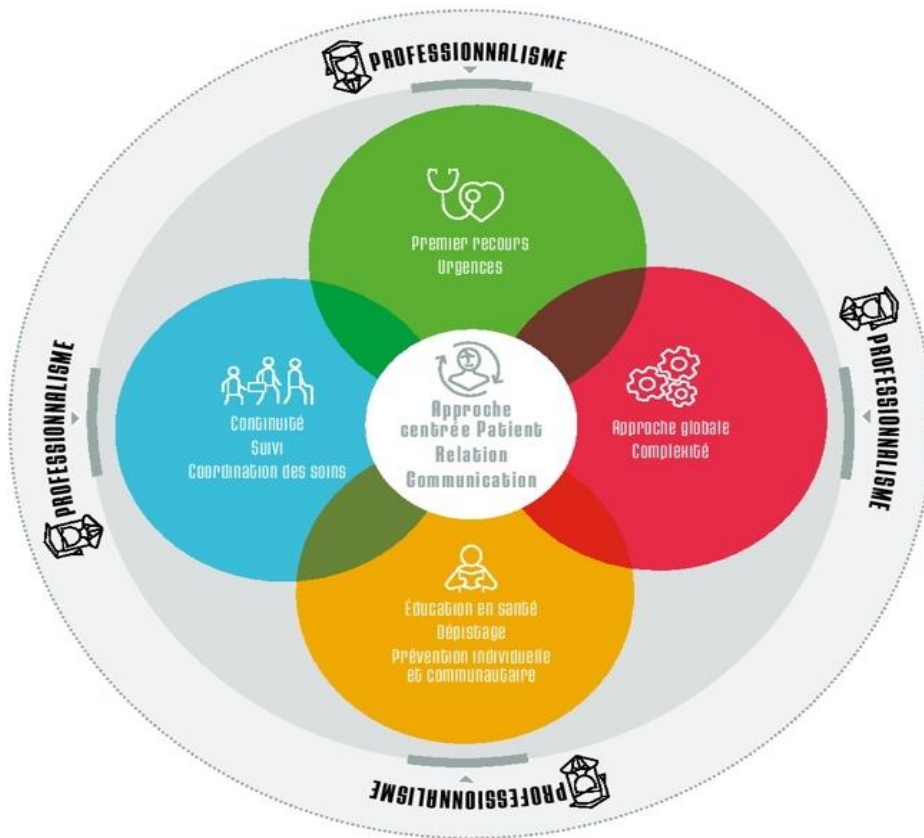 PROFESSIONNALISME
Premier recours
Urgences
PROFESSIONNALISME
Continuité
Suivi
Coordination des soins
Approche
centrée Patient
Relation
Communication
Approche globale
Complexité
PROFESSIONNALISME
Éducation en santé
Dépistage
Prévention individuelle
et communautaire
PROFESSIONNALISME